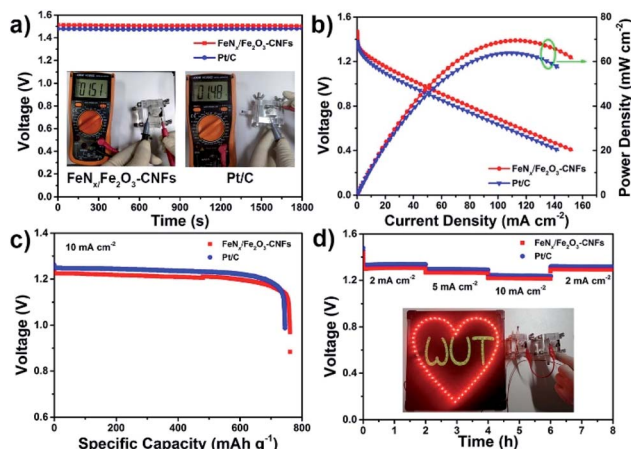 a)
FeNx/Fe2O3-CNFs
Pt/C
0151
0148
FeNx/Fe2O3-CNFs
Pt/C
Voltage (V)
1.6
1.4
1.2
1.0
0.8
0.6
0.4
0.2
0.0
0 300 600 900 1200 1500 1800
Time (s)
b)
FeNx/Fe2O3-CNFs
Pt/C
Voltage (V)
1.6
1.2
0.8
0.4
0.0
0 20 40 60 80 100 120 140 160
Current Density (mA cm-2)
80
60
40
20
0
Power Density (mW cm-2)
c)
10 mA cm-2
FeNx/Fe2O3-CNFs
Pt/C
Voltage (V)
1.4
1.2
1.0
0.8
0.6
0 200 400 600 800
Specific Capacity (mAh g-1)
d)
FeNx/Fe2O3-CNFs
Pt/C
2 mA cm-2
5 mA cm-2
10 mA cm-2
2 mA cm-2
WUT
Voltage (V)
1.6
1.2
0.8
0.4
0.0
0 1 2 3 4 5 6 7 8
Time (h)